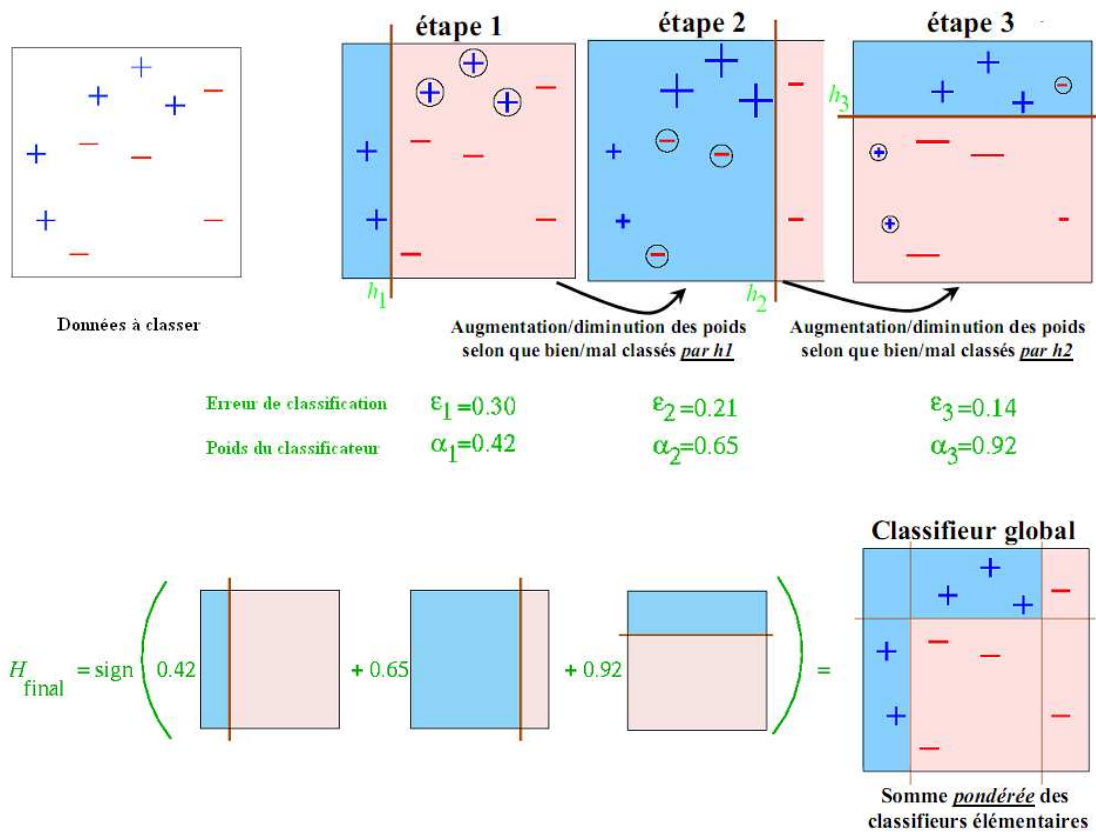 étape 1
étape 2
étape 3
h1
h2
h3
Données à classer
Augmentation/diminution des poids
selon que bien/mal classés par h1
Augmentation/diminution des poids
selon que bien/mal classés par h2
Erreur de classification ε1=0.30 ε2=0.21 ε3=0.14
Poids du classificateur α1=0.42 α2=0.65 α3=0.92
Classifieur global
H final = sign ( 0.42 + 0.65 + 0.92 ) =
Somme pondérée des
classifieurs élémentaires